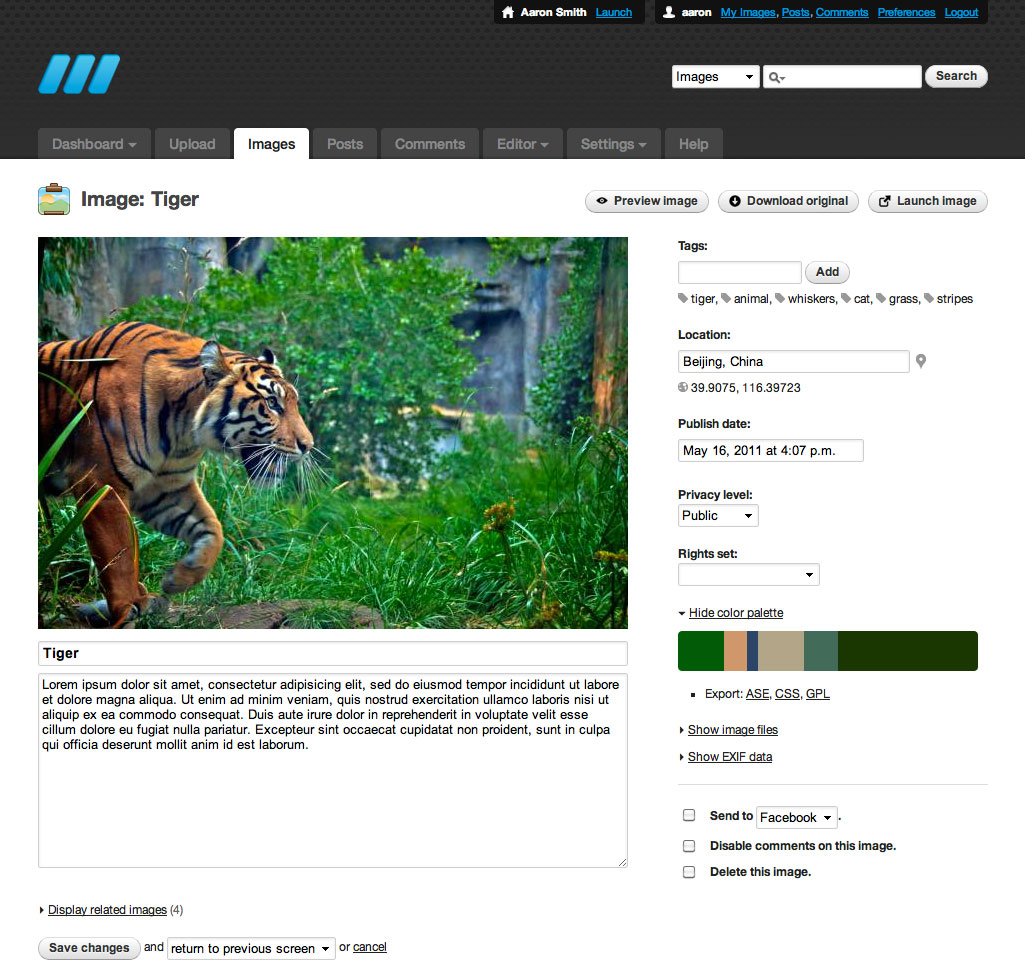 Aaron Smith Launch aaron My Images, Posts, Comments Preferences Logout
Images Search
Dashboard Upload Images Posts Comments Editor Settings Help
Image: Tiger
Preview image Download original Launch image
Tags:
Add
tiger, animal, whiskers, cat, grass, stripes
Location:
Beijing, China
39.9075, 116.39723
Publish date:
May 16, 2011 at 4:07 p.m.
Privacy level:
Public
Rights set:
Hide color palette
Export: ASE, CSS, GPL
Show image files
Show EXIF data
Send to Facebook .
Disable comments on this image.
Delete this image.
Tiger
Lorem ipsum dolor sit amet, consectetur adipisicing elit, sed do eiusmod tempor incididunt ut labore
et dolore magna aliqua. Ut enim ad minim veniam, quis nostrud exercitation ullamco laboris nisi ut
aliquip ex ea commodo consequat. Duis aute irure dolor in reprehenderit in voluptate velit esse
cillum dolore eu fugiat nulla pariatur. Excepteur sint occaecat cupidatat non proident, sunt in culpa
qui officia deserunt mollit anim id est laborum.
Display related images (4)
Save changes and return to previous screen or cancel